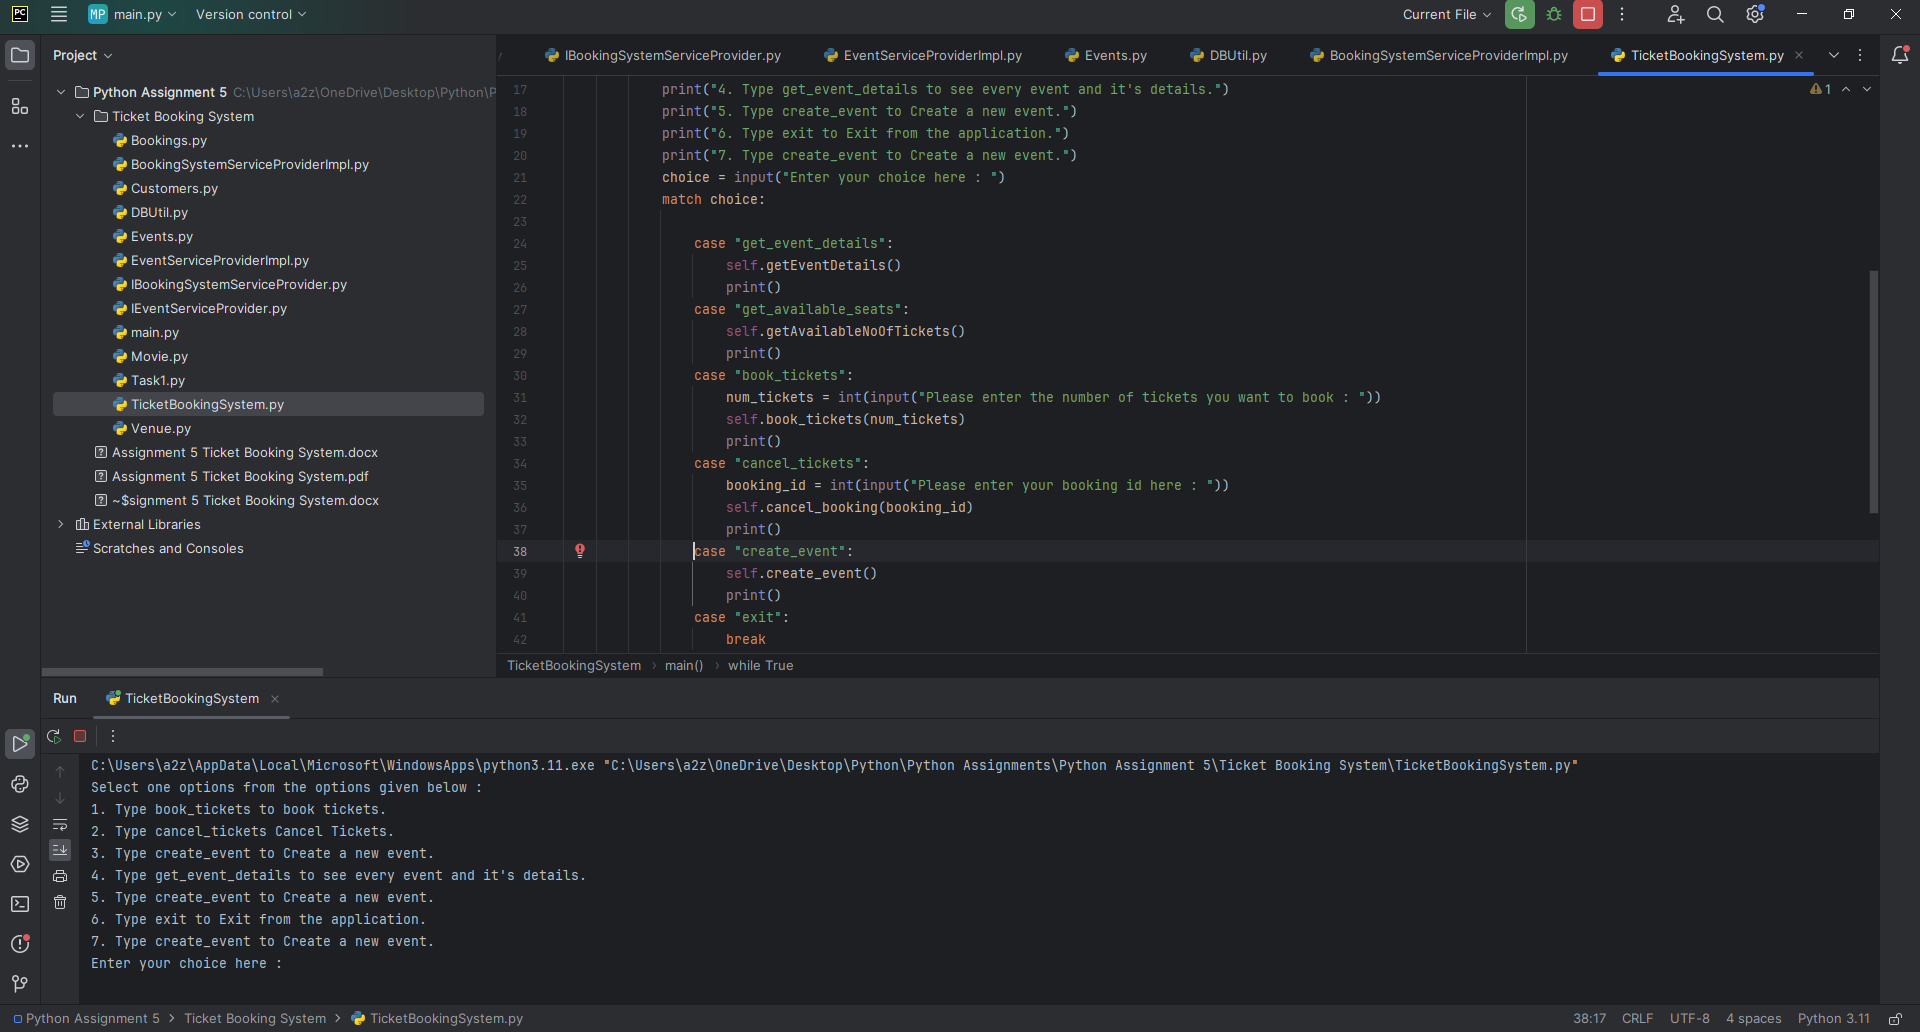 PC
MP main.py Version control Current File
Project
IBookingSystemServiceProvider.py EventServiceProviderImpl.py Events.py DBUtil.py BookingSystemServiceProviderImpl.py TicketBookingSystem.py
Python Assignment 5 C:\Users\a2z\OneDrive\Desktop\Python\P
Ticket Booking System
Bookings.py
BookingSystemServiceProviderImpl.py
Customers.py
DBUtil.py
Events.py
EventServiceProviderImpl.py
IBookingSystemServiceProvider.py
IEventServiceProvider.py
main.py
Movie.py
Task1.py
TicketBookingSystem.py
Venue.py
Assignment 5 Ticket Booking System.docx
Assignment 5 Ticket Booking System.pdf
~$signment 5 Ticket Booking System.docx
External Libraries
Scratches and Consoles
1
17 print("4. Type get_event_details to see every event and it's details.")
18 print("5. Type create_event to Create a new event.")
19 print("6. Type exit to Exit from the application.")
20 print("7. Type create_event to Create a new event.")
21 choice = input("Enter your choice here : ")
22 match choice:
23
24 case "get_event_details":
25 self.getEventDetails()
26 print()
27 case "get_available_seats":
28 self.getAvailableNoOfTickets()
29 print()
30 case "book_tickets":
31 num_tickets = int(input("Please enter the number of tickets you want to book : "))
32 self.book_tickets(num_tickets)
33 print()
34 case "cancel_tickets":
35 booking_id = int(input("Please enter your booking id here : "))
36 self.cancel_booking(booking_id)
37 print()
38 case "create_event":
39 self.create_event()
40 print()
41 case "exit":
42 break
TicketBookingSystem > main() > while True
Run TicketBookingSystem
C:\Users\a2z\AppData\Local\Microsoft\WindowsApps\python3.11.exe "C:\Users\a2z\OneDrive\Desktop\Python\Python Assignments\Python Assignment 5\Ticket Booking System\TicketBookingSystem.py"
Select one options from the options given below :
1. Type book_tickets to book tickets.
2. Type cancel_tickets Cancel Tickets.
3. Type create_event to Create a new event.
4. Type get_event_details to see every event and it's details.
5. Type create_event to Create a new event.
6. Type exit to Exit from the application.
7. Type create_event to Create a new event.
Enter your choice here :
Python Assignment 5 > Ticket Booking System > TicketBookingSystem.py 38:17 CRLF UTF-8 4 spaces Python 3.11